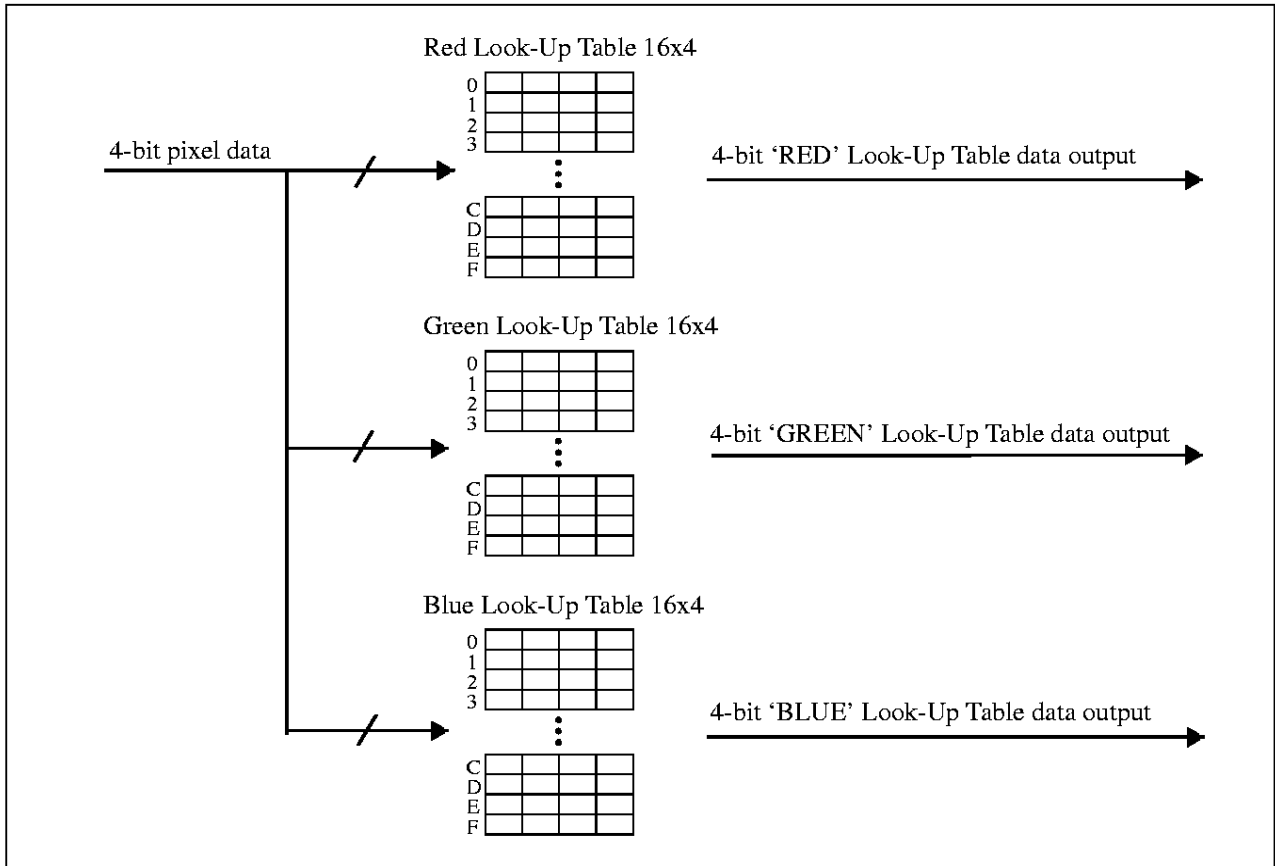 Red Look-Up Table 16x4
0
1
2
3
4-bit pixel data
4-bit ‘RED’ Look-Up Table data output
C
D
E
F
Green Look-Up Table 16x4
0
1
2
3
4-bit ‘GREEN’ Look-Up Table data output
C
D
E
F
Blue Look-Up Table 16x4
0
1
2
3
4-bit ‘BLUE’ Look-Up Table data output
C
D
E
F